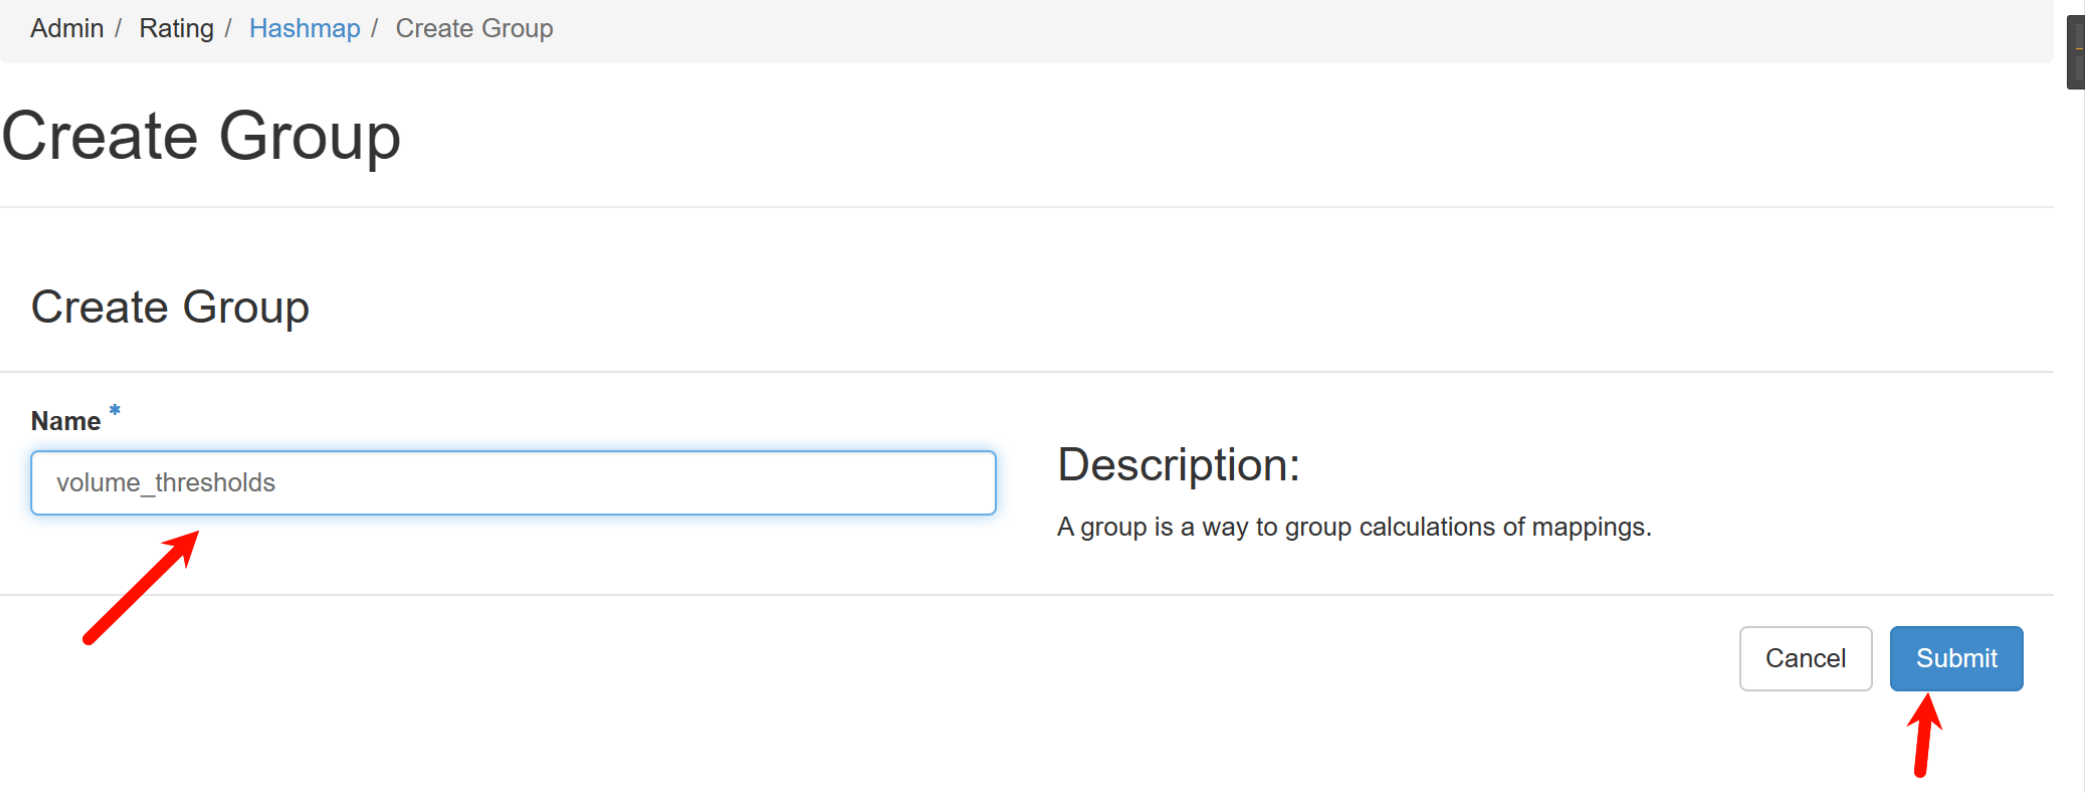 Admin / Rating / Hashmap / Create Group
Create Group
Create Group
Name *
volume_thresholds
Description:
A group is a way to group calculations of mappings.
Cancel Submit